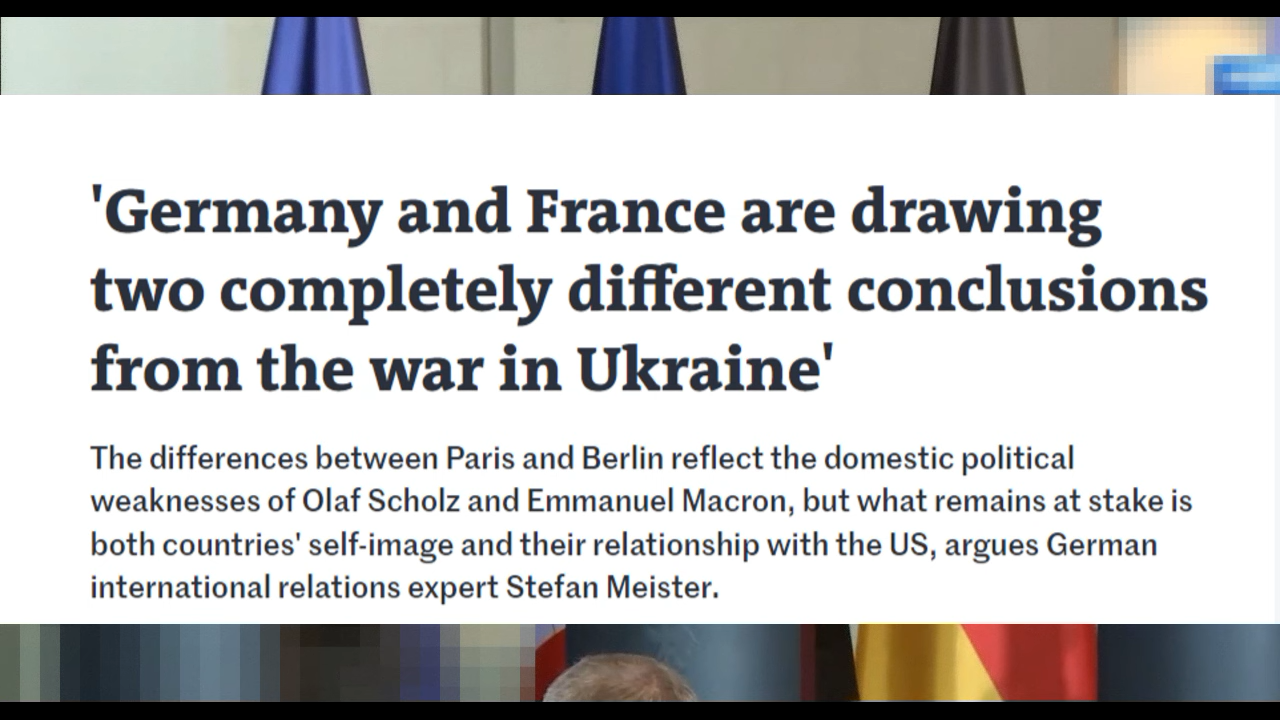 'Germany and France are drawing
two completely different conclusions
from the war in Ukraine'
The differences between Paris and Berlin reflect the domestic political
weaknesses of Olaf Scholz and Emmanuel Macron, but what remains at stake is
both countries' self-image and their relationship with the US, argues German
international relations expert Stefan Meister.